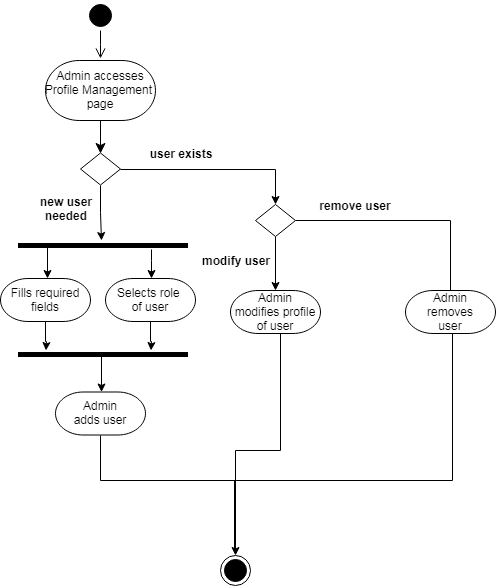 Admin accesses
Profile Management
page
user exists
new user
needed
remove user
modify user
Fills required
fields
Selects role
of user
Admin
modifies profile
of user
Admin
removes
user
Admin
adds user